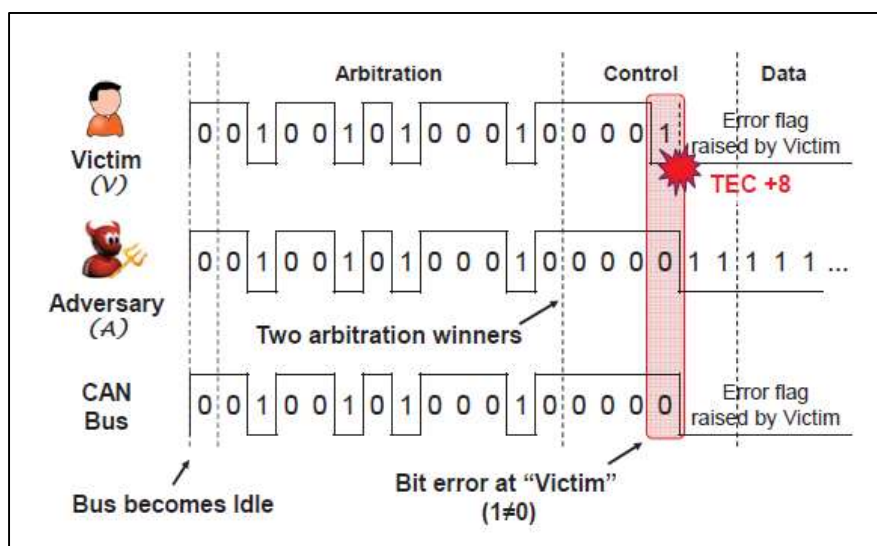 Arbitration Control Data
0 0 1 0 0 1 0 1 0 0 0 1 0 0 0 0 1
Error flag
raised by Victim
Victim
(V)
TEC +8
0 0 1 0 0 1 0 1 0 0 0 1 0 0 0 0 0 1 1 1 1 1 ...
Adversary
(A)
Two arbitration winners
CAN
Bus
0 0 1 0 0 1 0 1 0 0 0 1 0 0 0 0 0
Error flag
raised by Victim
Bus becomes Idle
Bit error at “Victim”
(1≠0)